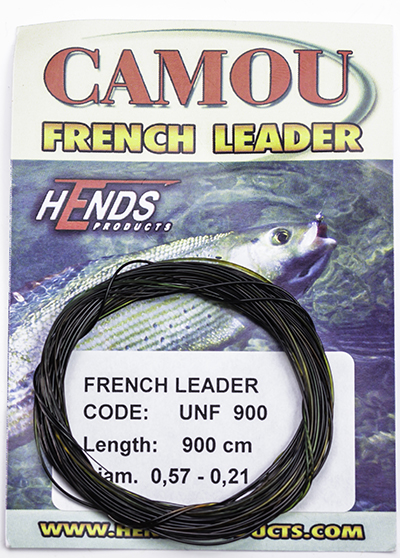 CAMOU
FRENCH LEADER
HENDS
PRODUCTS
FRENCH LEADER
CODE: UNF 900
Length: 900 cm
0,57 - 0,21